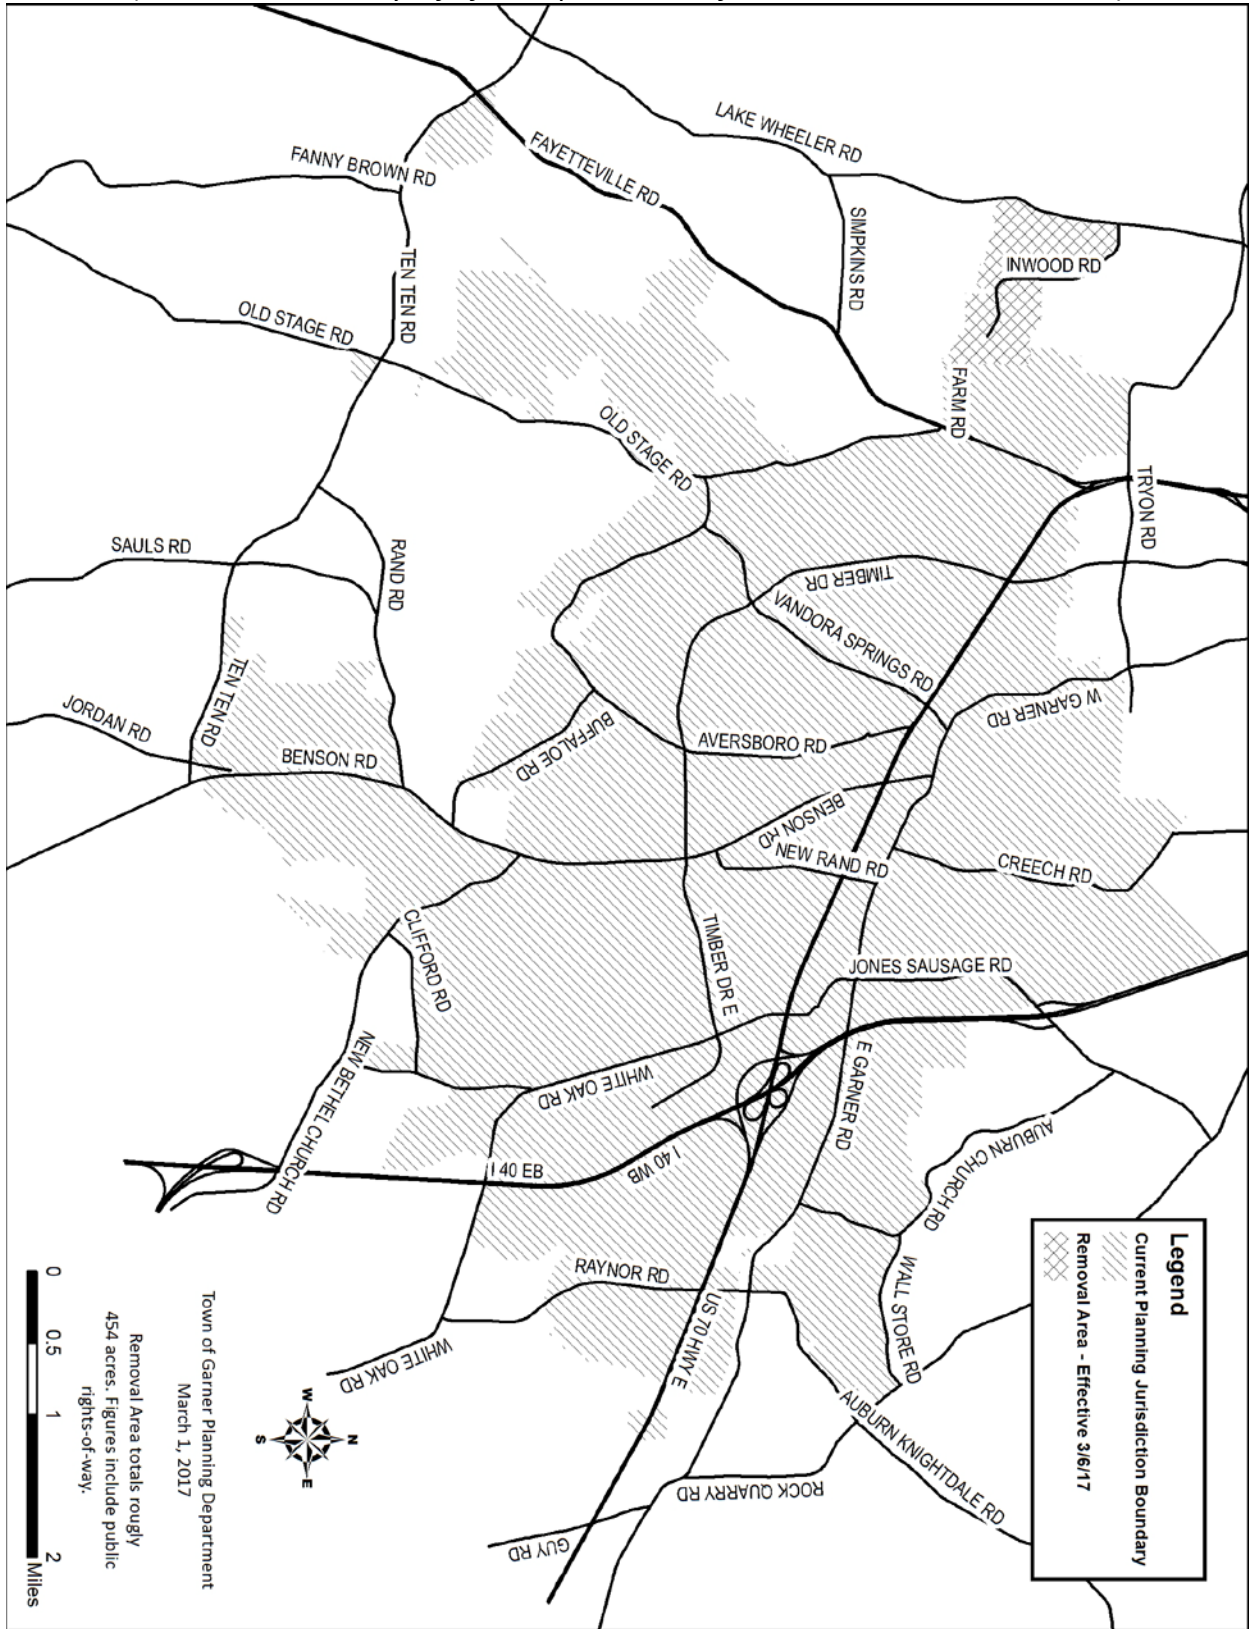 LAKE WHEELER RD
FAYETTEVILLE RD
FANNY BROWN RD
SIMPKINS RD
INWOOD RD
TEN TEN RD
OLD STAGE RD
FARM RD
OLD STAGE RD
TRYON RD
SAULS RD
RAND RD
TIMBER DR
VANDORA SPRINGS RD
TEN TEN RD
JORDAN RD
W GARNER RD
BUFFALOE RD
AVERSBORO RD
BENSON RD
BENSON RD
NEW RAND RD
CREECH RD
CLIFFORD RD
TIMBER DR E
JONES SAUSAGE RD
NEW BETHEL CHURCH RD
WHITE OAK RD
E GARNER RD
AUBURN CHURCH RD
I 40 EB
I 40 WB
RAYNOR RD
WALL STORE RD
US 70 HWY E
WHITE OAK RD
AUBURN KNIGHTDALE RD
ROCK QUARRY RD
GUY RD
Legend
Current Planning Jurisdiction Boundary
Removal Area - Effective 3/6/17
Town of Garner Planning Department
March 1, 2017
Removal Area totals rougly
454 acres. Figures include public
rights-of-way.
N
W
E
S
0 0.5 1 2
Miles